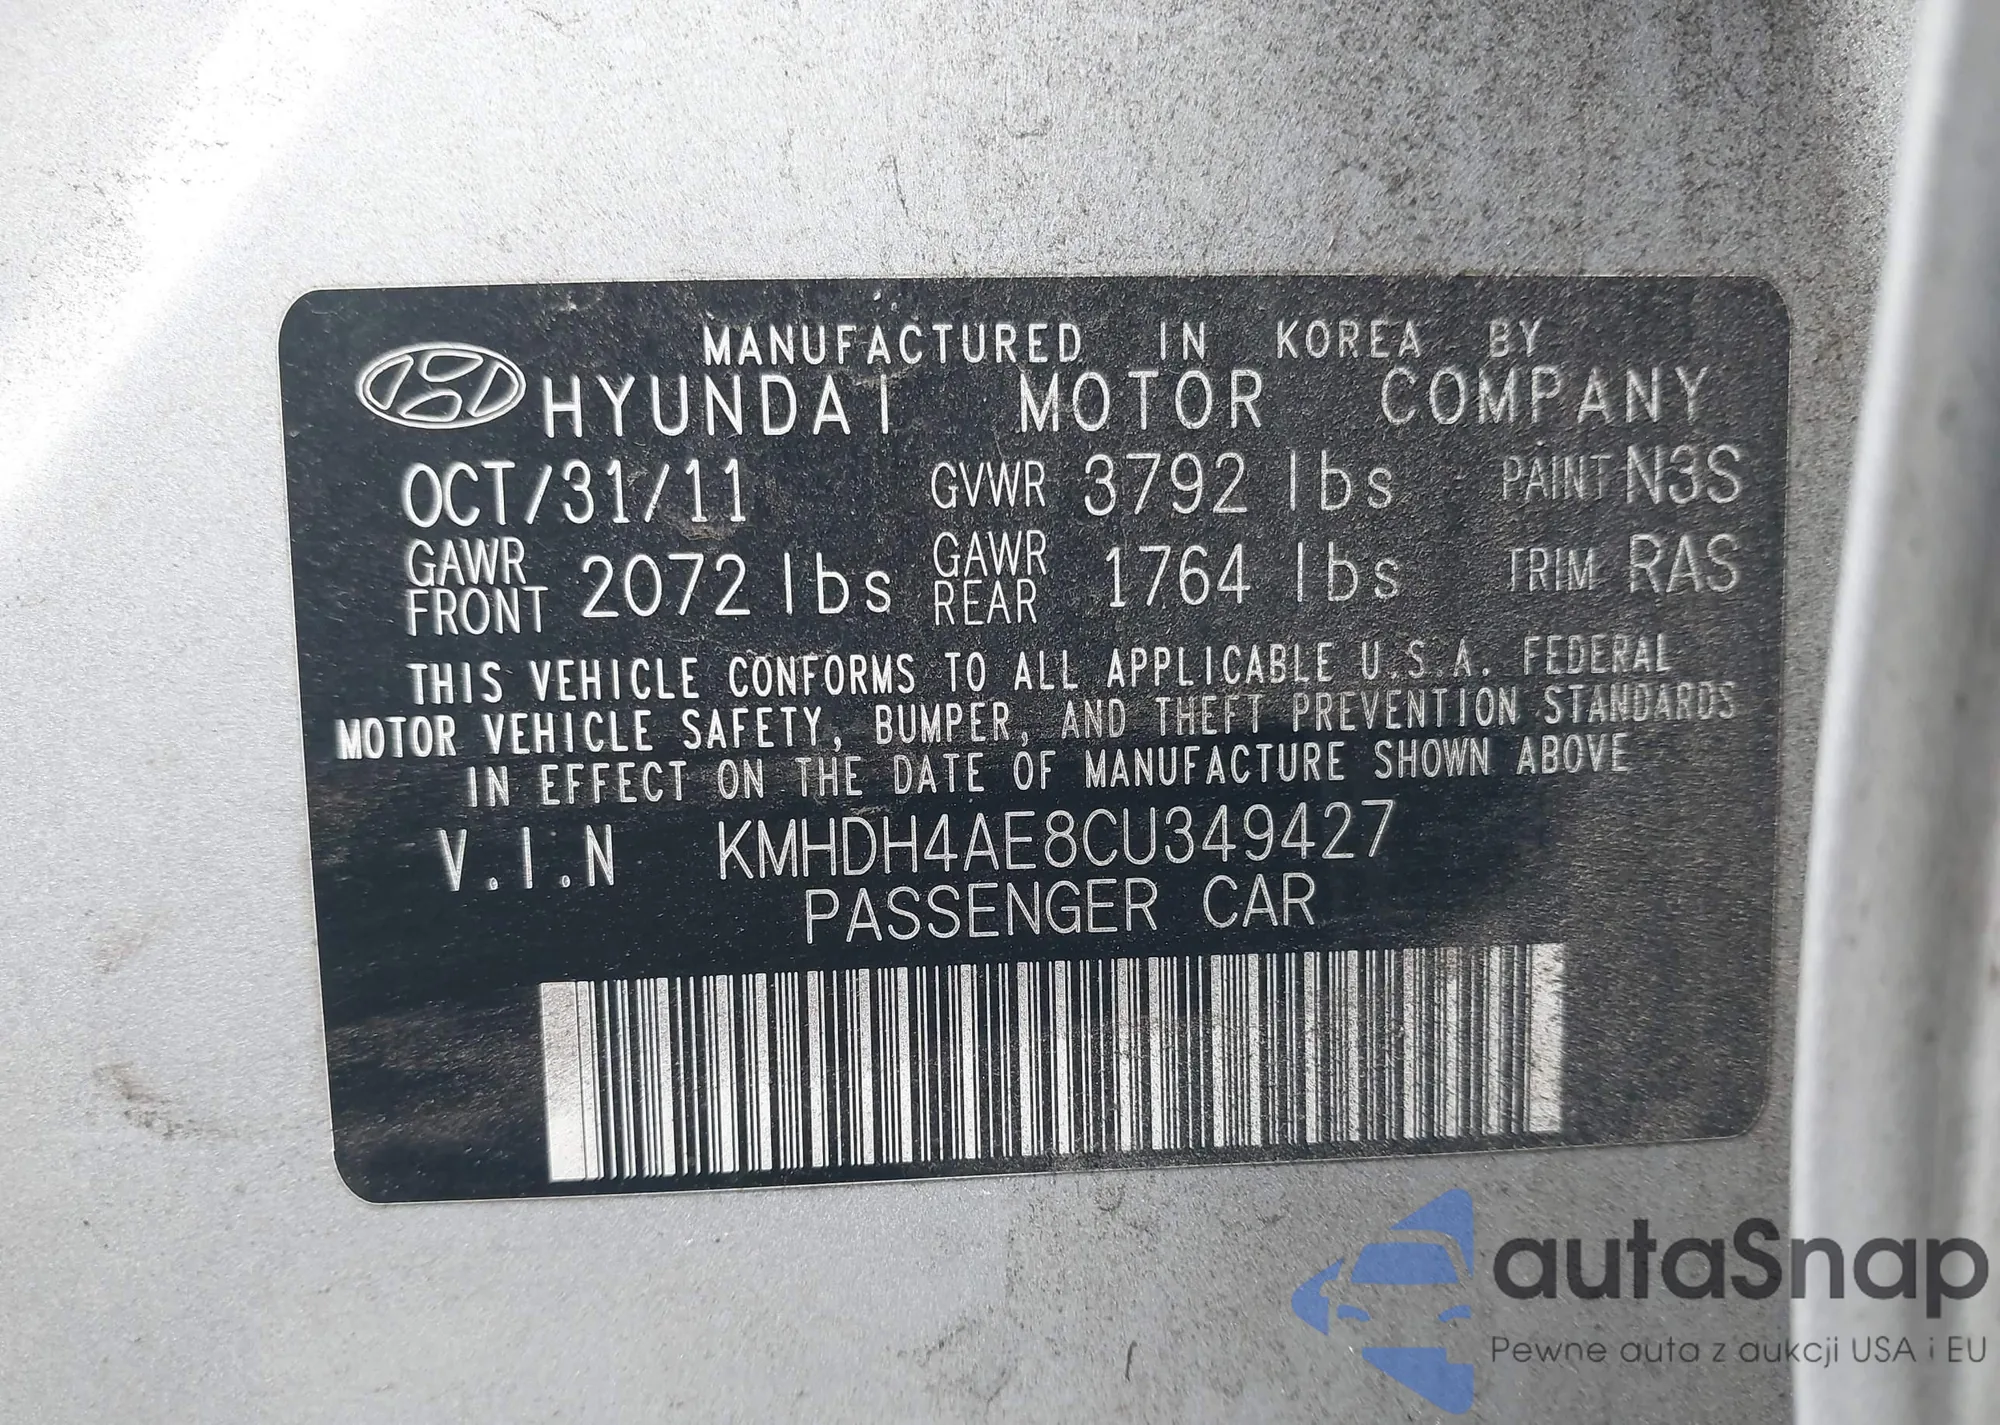 MANUFACTURED IN KOREA BY
HYUNDAI MOTOR COMPANY
OCT/31/11 GVWR 3792 lbs PAINT N3S
GAWR FRONT 2072 lbs GAWR REAR 1764 lbs TRIM RAS
THIS VEHICLE CONFORMS TO ALL APPLICABLE U.S.A. FEDERAL
MOTOR VEHICLE SAFETY, BUMPER, AND THEFT PREVENTION STANDARDS
IN EFFECT ON THE DATE OF MANUFACTURE SHOWN ABOVE
V.I.N KMHDH4AE8CU349427
PASSENGER CAR
autaSnap
Pewne auta z aukcji USA i EU